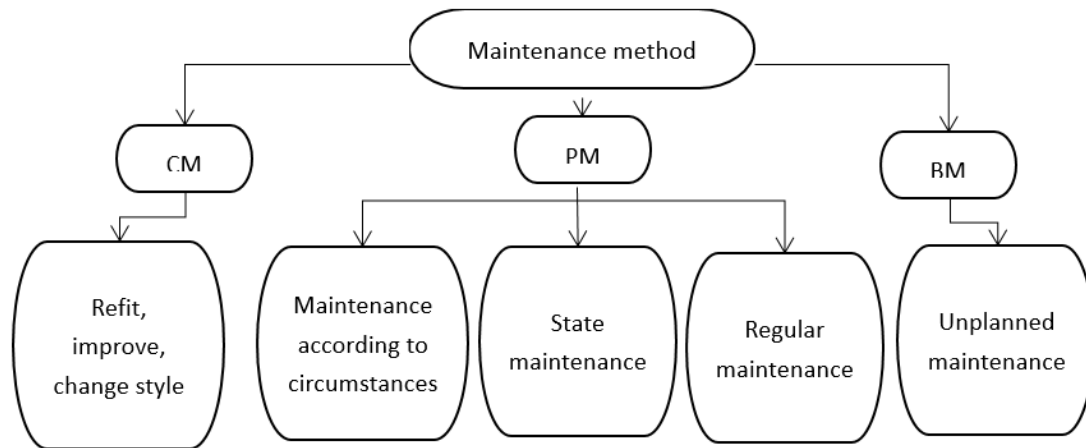 Maintenance method
CM
PM
BM
Refit,
improve,
change style
Maintenance
according to
circumstances
State
maintenance
Regular
maintenance
Unplanned
maintenance